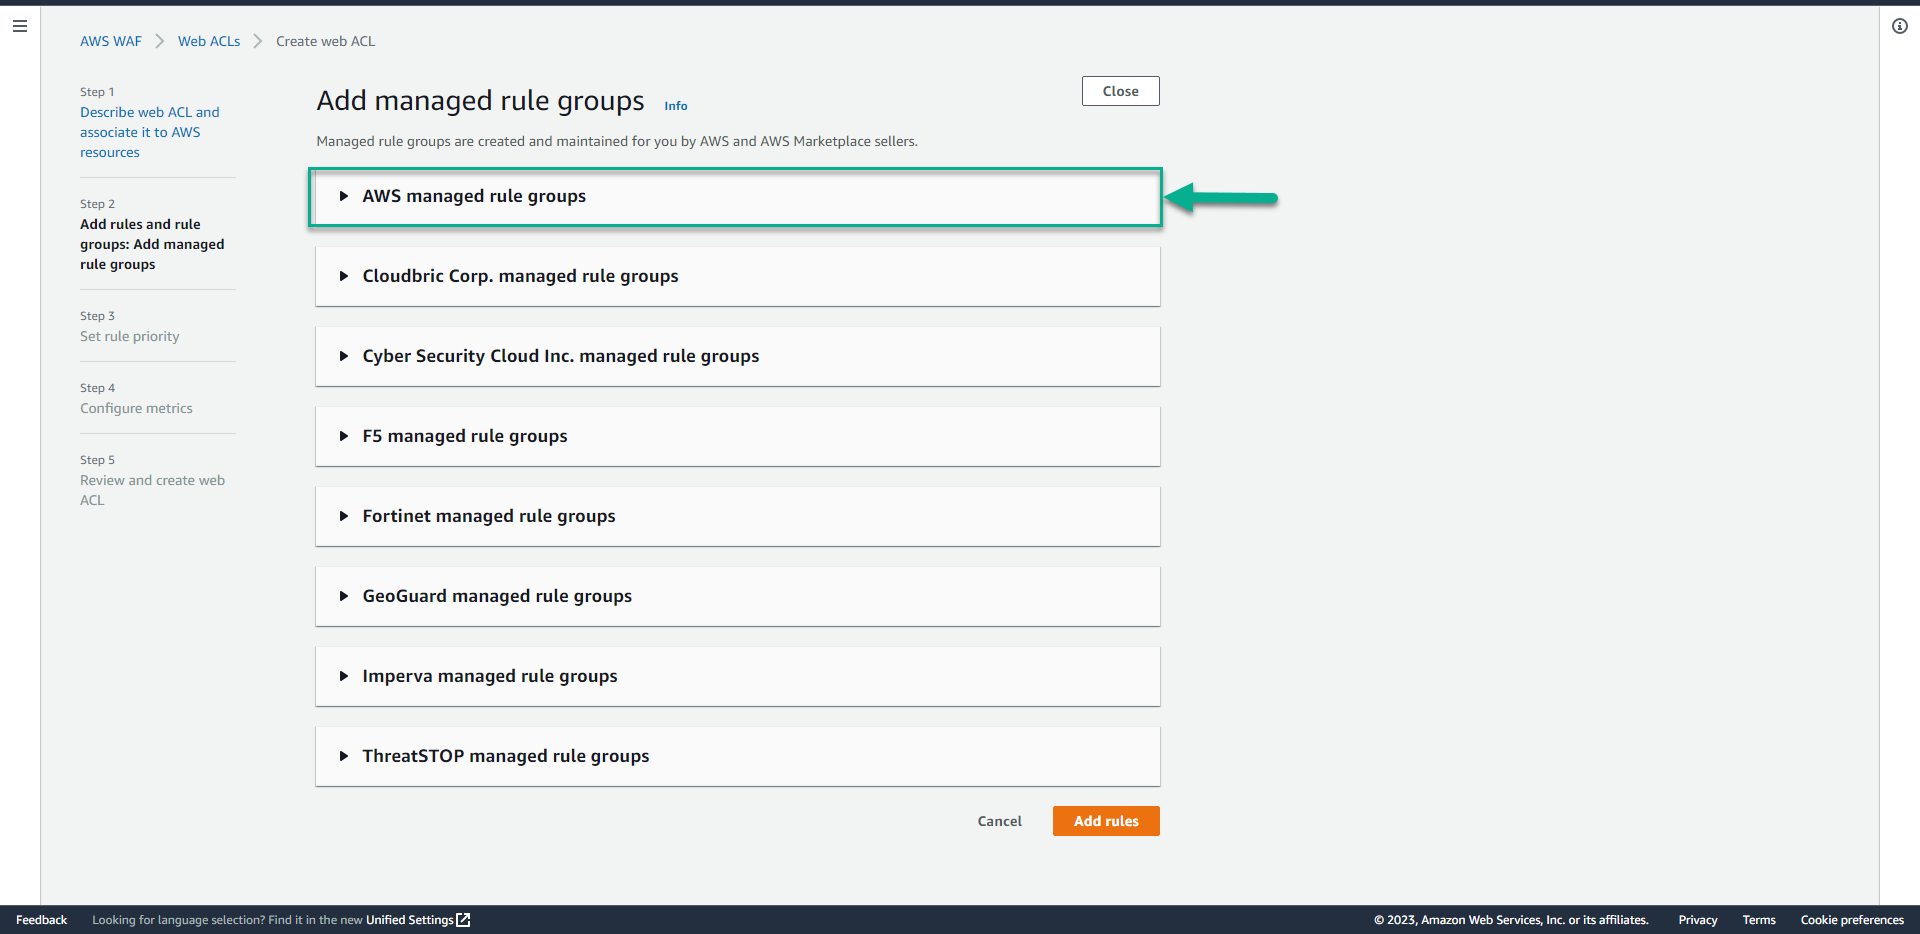 AWS WAF
Web ACLs
Create web ACL
Step 1
Describe web ACL and
associate it to AWS
resources
Step 2
Add rules and rule
groups: Add managed
rule groups
Step 3
Set rule priority
Step 4
Configure metrics
Step 5
Review and create web
ACL
Add managed rule groups Info
Close
Managed rule groups are created and maintained for you by AWS and AWS Marketplace sellers.
AWS managed rule groups
Cloudbric Corp. managed rule groups
Cyber Security Cloud Inc. managed rule groups
F5 managed rule groups
Fortinet managed rule groups
GeoGuard managed rule groups
Imperva managed rule groups
ThreatSTOP managed rule groups
Cancel
Add rules
Feedback
Looking for language selection? Find it in the new Unified Settings
© 2023, Amazon Web Services, Inc. or its affiliates.
Privacy
Terms
Cookie preferences